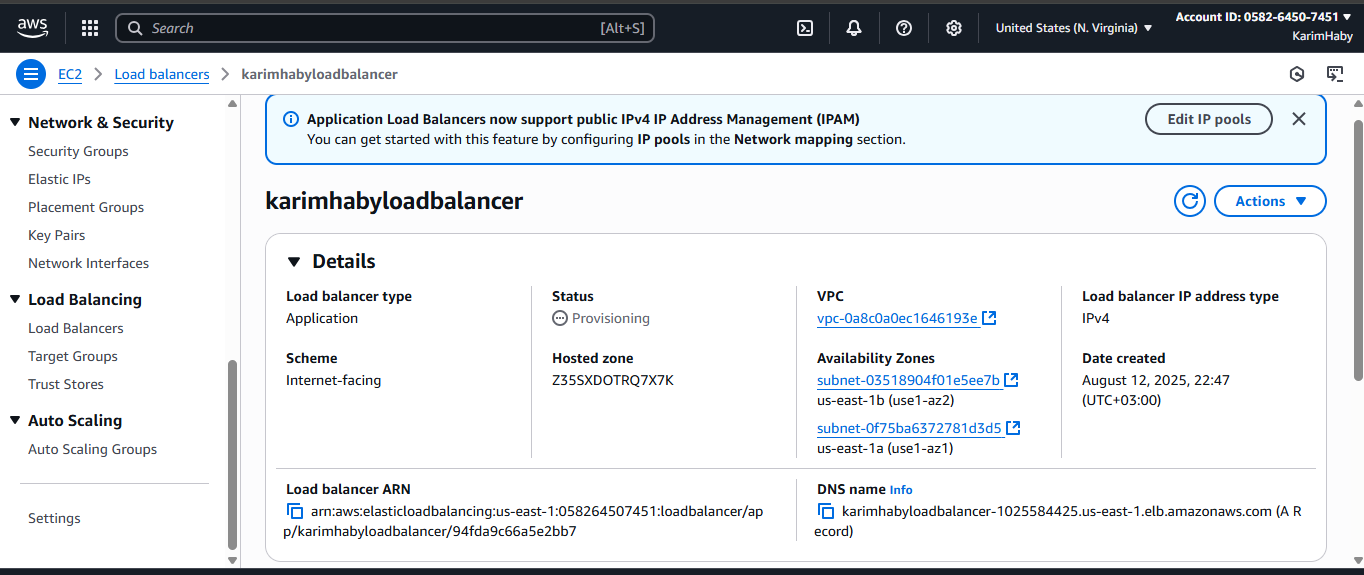 aws
Search
[Alt+S]
United States (N. Virginia)
Account ID: 0582-6450-7451
KarimHaby
EC2
Load balancers
karimhabyloadbalancer
Network & Security
Security Groups
Elastic IPs
Placement Groups
Key Pairs
Network Interfaces
Load Balancing
Load Balancers
Target Groups
Trust Stores
Auto Scaling
Auto Scaling Groups
Settings
Application Load Balancers now support public IPv4 IP Address Management (IPAM)
You can get started with this feature by configuring IP pools in the Network mapping section.
Edit IP pools
karimhabyloadbalancer
Actions
Details
Load balancer type
Application
Status
Provisioning
VPC
vpc-0a8c0a0ec1646193e
Load balancer IP address type
IPv4
Scheme
Internet-facing
Hosted zone
Z35SXDOTRQ7X7K
Availability Zones
subnet-03518904f01e5ee7b
us-east-1b (use1-az2)
subnet-0f75ba6372781d3d5
us-east-1a (use1-az1)
Date created
August 12, 2025, 22:47
(UTC+03:00)
Load balancer ARN
arn:aws:elasticloadbalancing:us-east-1:058264507451:loadbalancer/ap
p/karimhabyloadbalancer/94fda9c66a5e2bb7
DNS name Info
karimhabyloadbalancer-1025584425.us-east-1.elb.amazonaws.com (A R
ecord)